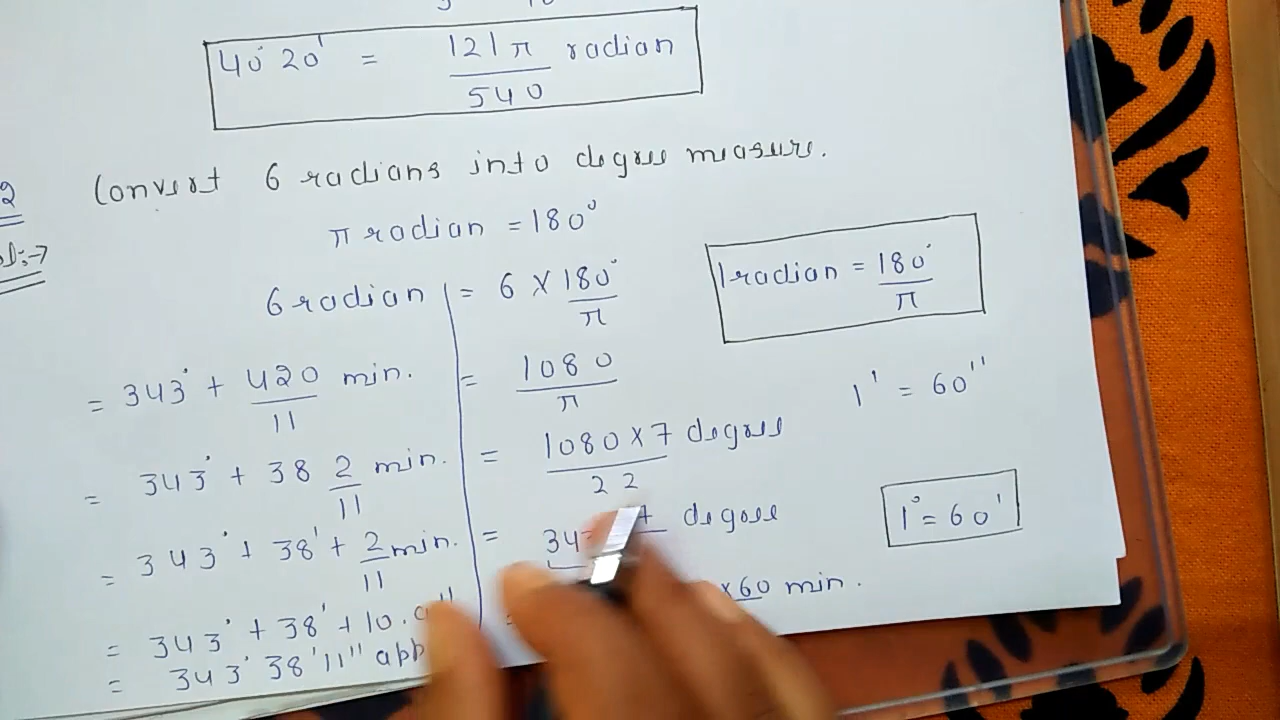 40° 20' = 121π/540 radian
2 Convert 6 radians into degree measure.
π radian = 180°
6 radian = 6 × 180°/π
1 radian = 180°/π
= 1080/π
1' = 60''
= 1080×7/22 degree
= 343 degree
1° = 60'
×60 min.
= 343° + 420/11 min.
= 343° + 38 2/11 min.
= 343° + 38' + 2/11 min.
= 343° + 38' + 10.9''
= 343° 38' 11''